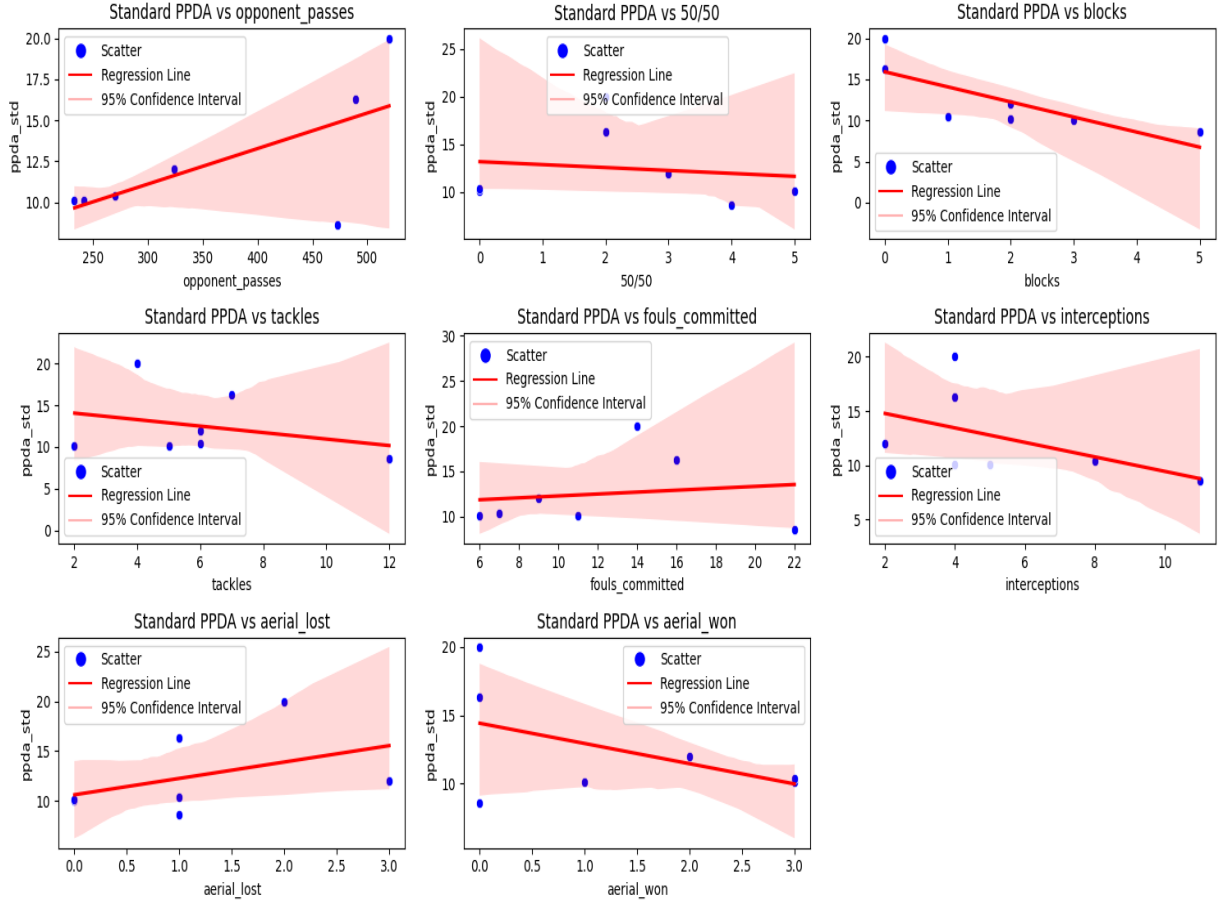 Standard PPDA vs opponent_passes
20.0
17.5
15.0
12.5
10.0
ppda_std
Scatter
Regression Line
95% Confidence Interval
250 300 350 400 450 500
opponent_passes
Standard PPDA vs 50/50
25
20
15
10
ppda_std
Scatter
Regression Line
95% Confidence Interval
0 1 2 3 4 5
50/50
Standard PPDA vs blocks
20
15
10
5
0
ppda_std
Scatter
Regression Line
95% Confidence Interval
0 1 2 3 4 5
blocks
Standard PPDA vs tackles
20
15
10
5
0
ppda_std
Scatter
Regression Line
95% Confidence Interval
2 4 6 8 10 12
tackles
Standard PPDA vs fouls_committed
30
25
20
15
10
ppda_std
Scatter
Regression Line
95% Confidence Interval
6 8 10 12 14 16 18 20 22
fouls_committed
Standard PPDA vs interceptions
20
15
10
5
ppda_std
Scatter
Regression Line
95% Confidence Interval
2 4 6 8 10
interceptions
Standard PPDA vs aerial_lost
25
20
15
10
ppda_std
Scatter
Regression Line
95% Confidence Interval
0.0 0.5 1.0 1.5 2.0 2.5 3.0
aerial_lost
Standard PPDA vs aerial_won
20
15
10
ppda_std
Scatter
Regression Line
95% Confidence Interval
0.0 0.5 1.0 1.5 2.0 2.5 3.0
aerial_won